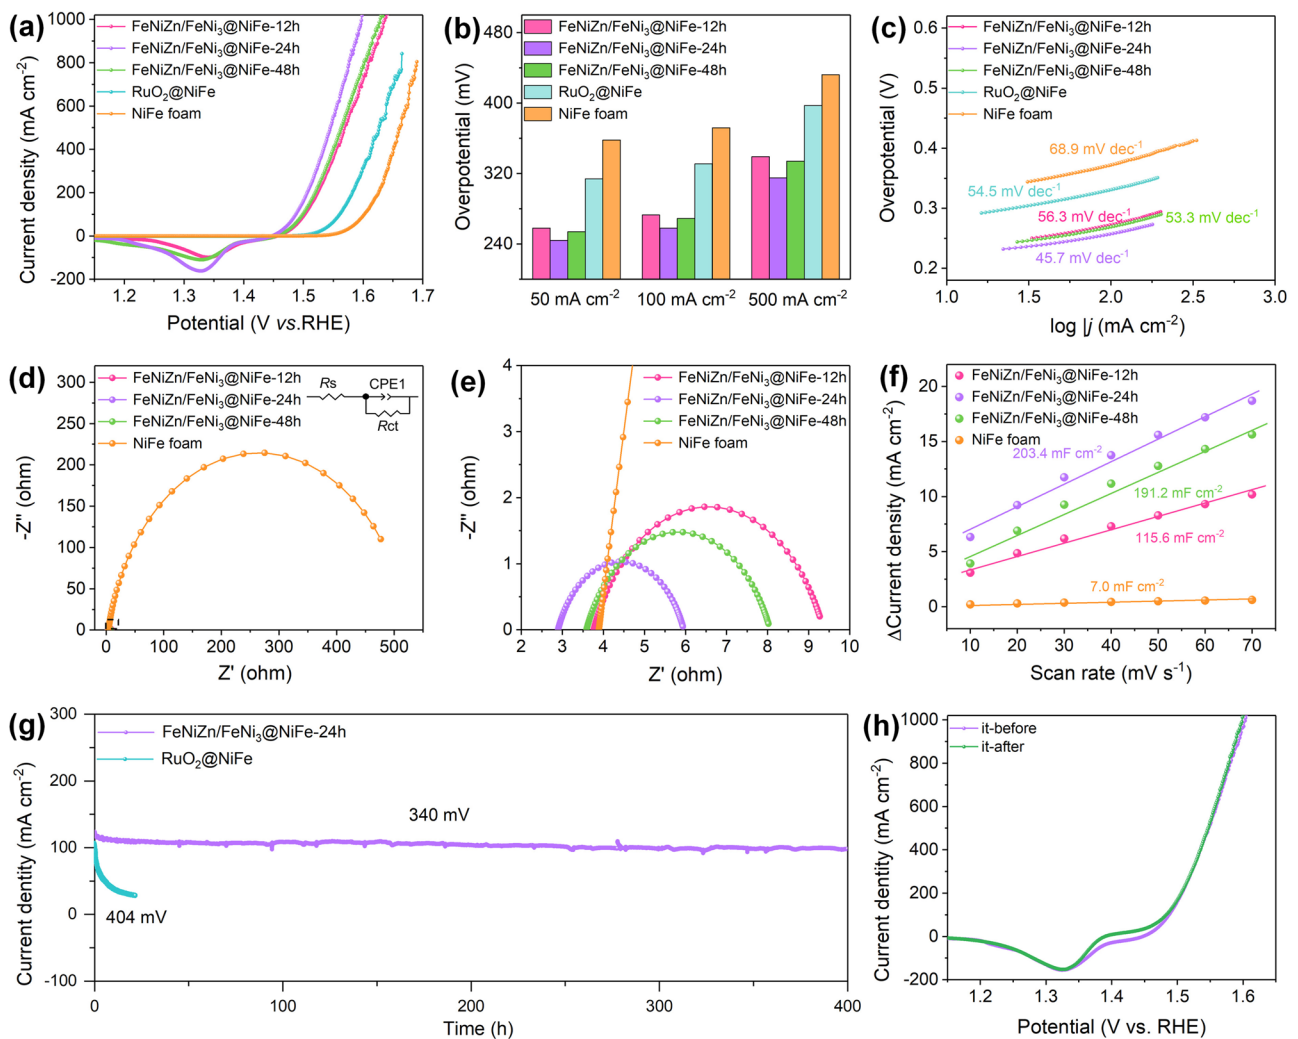 (a)
1000
800
600
400
200
0
-200
Current density (mA cm⁻²)
FeNiZn/FeNi₃@NiFe-12h
FeNiZn/FeNi₃@NiFe-24h
FeNiZn/FeNi₃@NiFe-48h
RuO₂@NiFe
NiFe foam
1.2 1.3 1.4 1.5 1.6 1.7
Potential (V vs.RHE)
(b)
480
400
320
240
Overpotential (mV)
FeNiZn/FeNi₃@NiFe-12h
FeNiZn/FeNi₃@NiFe-24h
FeNiZn/FeNi₃@NiFe-48h
RuO₂@NiFe
NiFe foam
50 mA cm⁻² 100 mA cm⁻² 500 mA cm⁻²
(c)
0.6
0.5
0.4
0.3
0.2
Overpotential (V)
FeNiZn/FeNi₃@NiFe-12h
FeNiZn/FeNi₃@NiFe-24h
FeNiZn/FeNi₃@NiFe-48h
RuO₂@NiFe
NiFe foam
68.9 mV dec⁻¹
54.5 mV dec⁻¹
56.3 mV dec⁻¹
53.3 mV dec⁻¹
45.7 mV dec⁻¹
1.0 1.5 2.0 2.5 3.0
log |j (mA cm⁻²)
(d)
300
250
200
150
100
50
0
-Z'' (ohm)
FeNiZn/FeNi₃@NiFe-12h
FeNiZn/FeNi₃@NiFe-24h
FeNiZn/FeNi₃@NiFe-48h
NiFe foam
Rs CPE1
Rct
0 100 200 300 400 500
Z' (ohm)
(e)
4
3
2
1
0
-Z'' (ohm)
FeNiZn/FeNi₃@NiFe-12h
FeNiZn/FeNi₃@NiFe-24h
FeNiZn/FeNi₃@NiFe-48h
NiFe foam
2 3 4 5 6 7 8 9 10
Z' (ohm)
(f)
20
15
10
5
0
ΔCurrent density (mA cm⁻²)
FeNiZn/FeNi₃@NiFe-12h
FeNiZn/FeNi₃@NiFe-24h
FeNiZn/FeNi₃@NiFe-48h
NiFe foam
203.4 mF cm⁻²
191.2 mF cm⁻²
115.6 mF cm⁻²
7.0 mF cm⁻²
10 20 30 40 50 60 70
Scan rate (mV s⁻¹)
(g)
300
200
100
0
-100
Current dentity (mA cm⁻²)
FeNiZn/FeNi₃@NiFe-24h
RuO₂@NiFe
340 mV
404 mV
0 100 200 300 400
Time (h)
(h)
1000
800
600
400
200
0
-200
Current dentity (mA cm⁻²)
it-before
it-after
1.2 1.3 1.4 1.5 1.6
Potential (V vs. RHE)